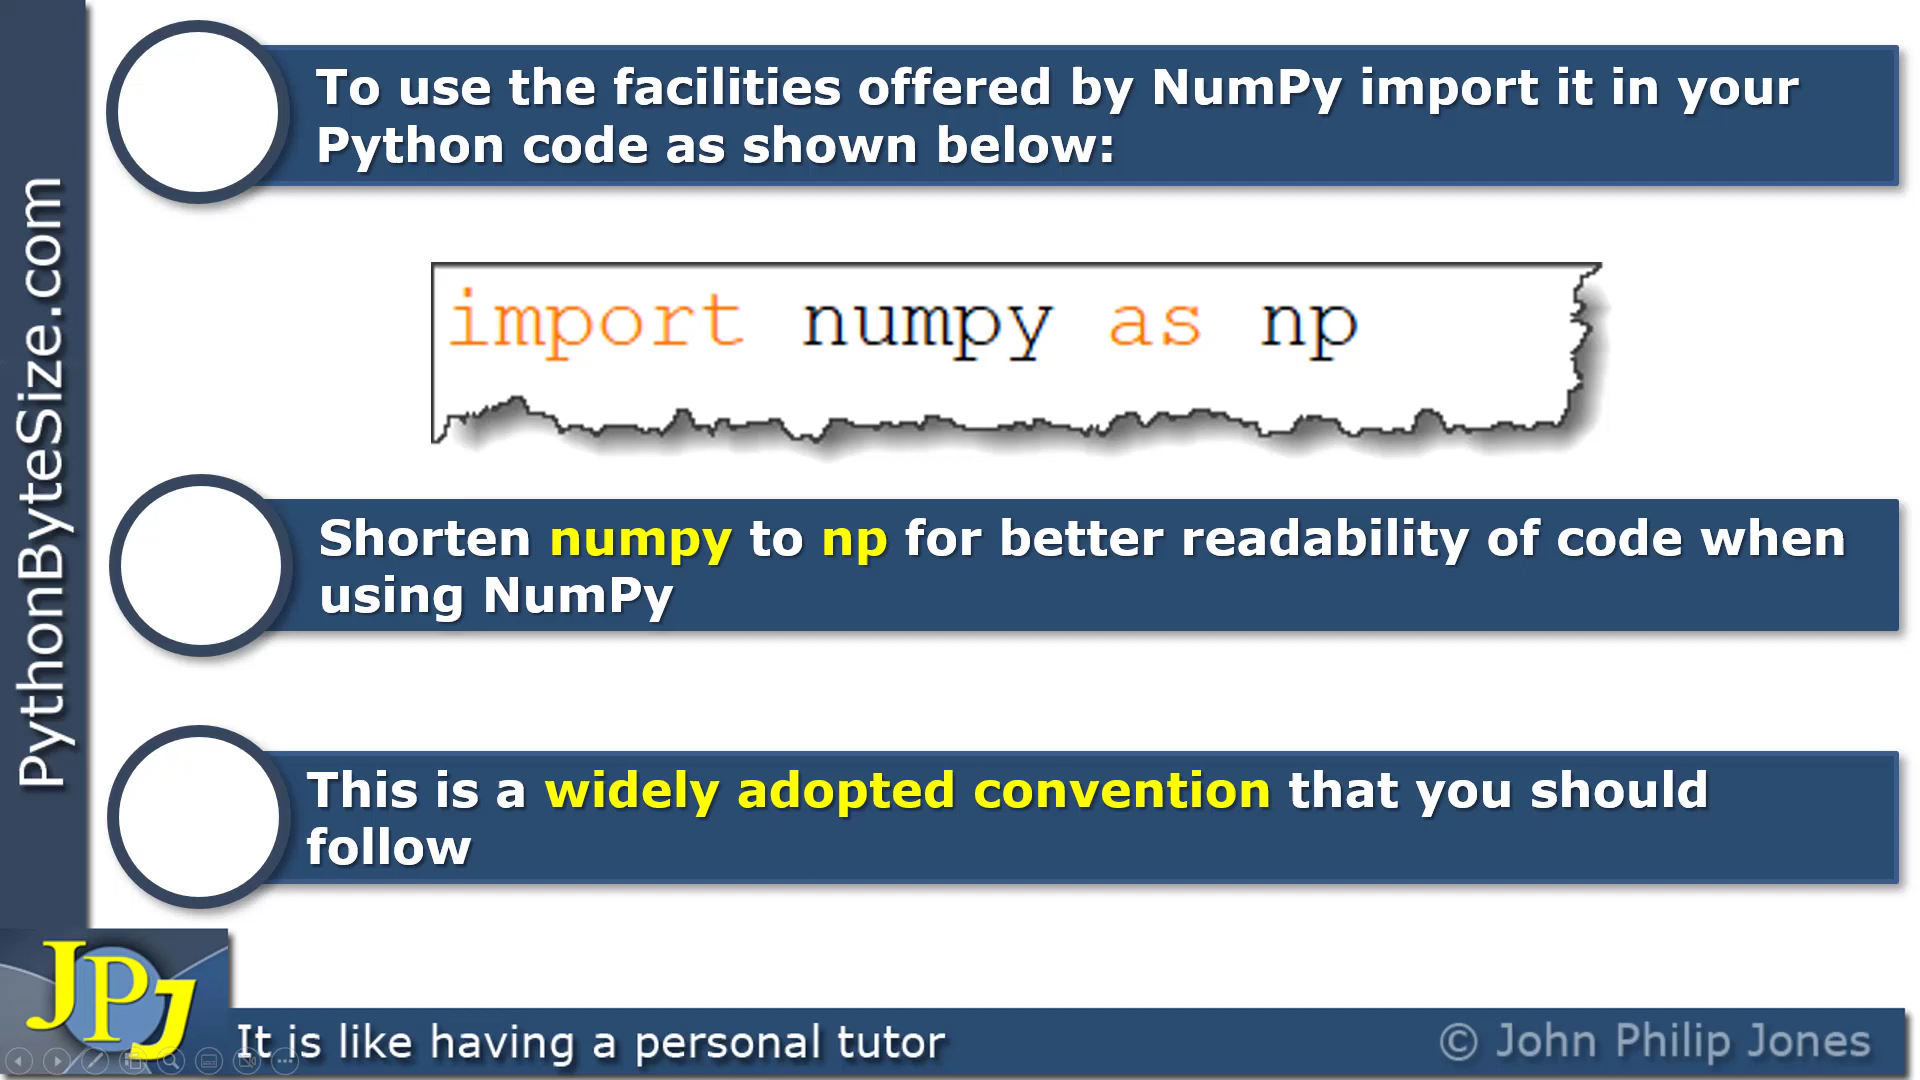 To use the facilities offered by NumPy import it in your
Python code as shown below:
import numpy as np
Shorten numpy to np for better readability of code when
using NumPy
This is a widely adopted convention that you should
follow
PythonByteSize.com
JPJ
It is like having a personal tutor
© John Philip Jones